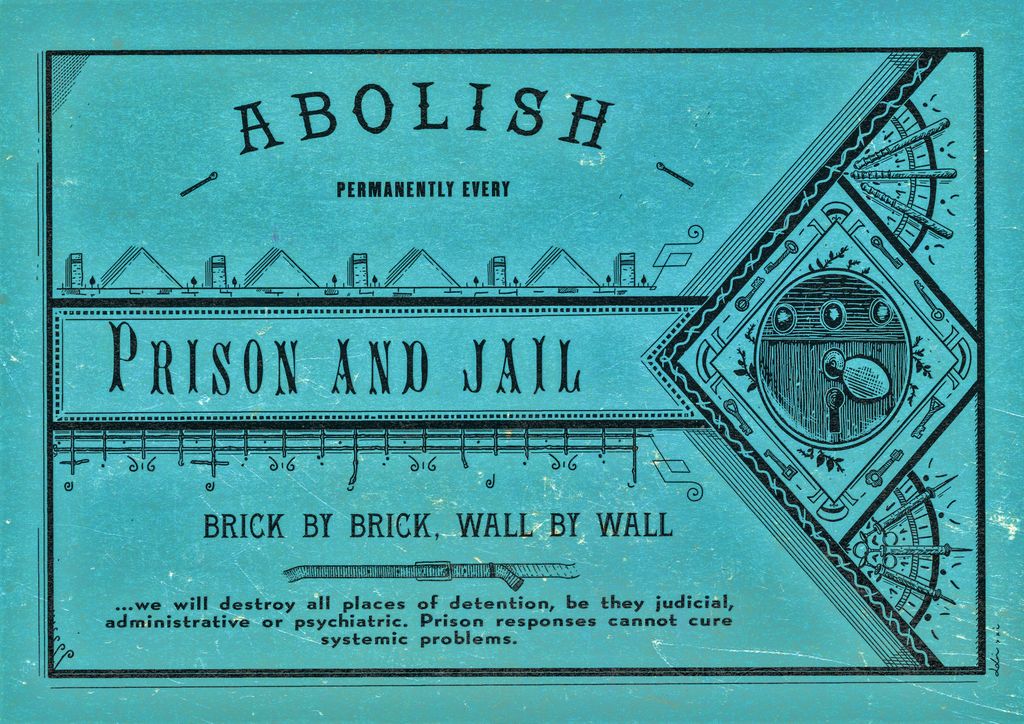 ABOLISH
PERMANENTLY EVERY
PRISON AND JAIL
BRICK BY BRICK, WALL BY WALL
...we will destroy all places of detention, be they judicial,
administrative or psychiatric. Prison responses cannot cure
systemic problems.